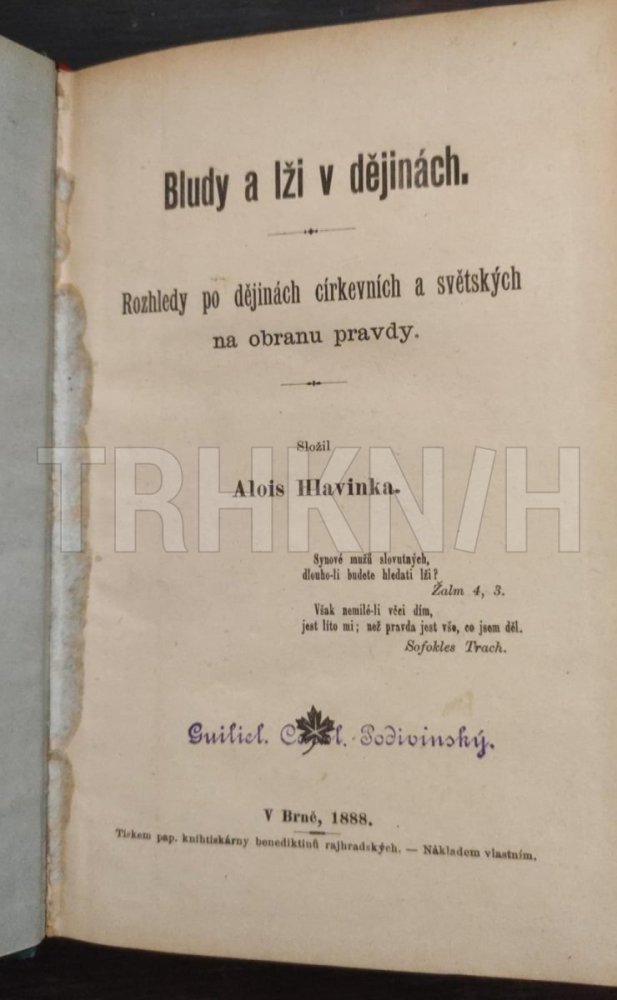 Bludy a lži v dějinách.
Rozhledy po dějinách církevních a světských
na obranu pravdy.
Složil
Alois Hlavinka.
TRHKNIH
Synové mužů slovutných,
dlouho-li budete hledati lži?
Žalm 4, 3.
Však nemilé-li věci dím,
jest líto mi; než pravda jest vše, co jsem děl.
Sofokles Trach.
Guiliel. Podivinský.
V Brně, 1888.
Tiskem pap. knihtiskárny benediktinů rajhradských. — Nákladem vlastním.